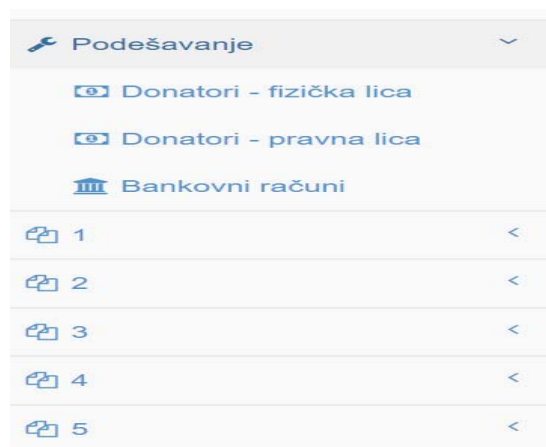 Podešavanje
Donatori - fizička lica
Donatori - pravna lica
Bankovni računi
1
2
3
4
5